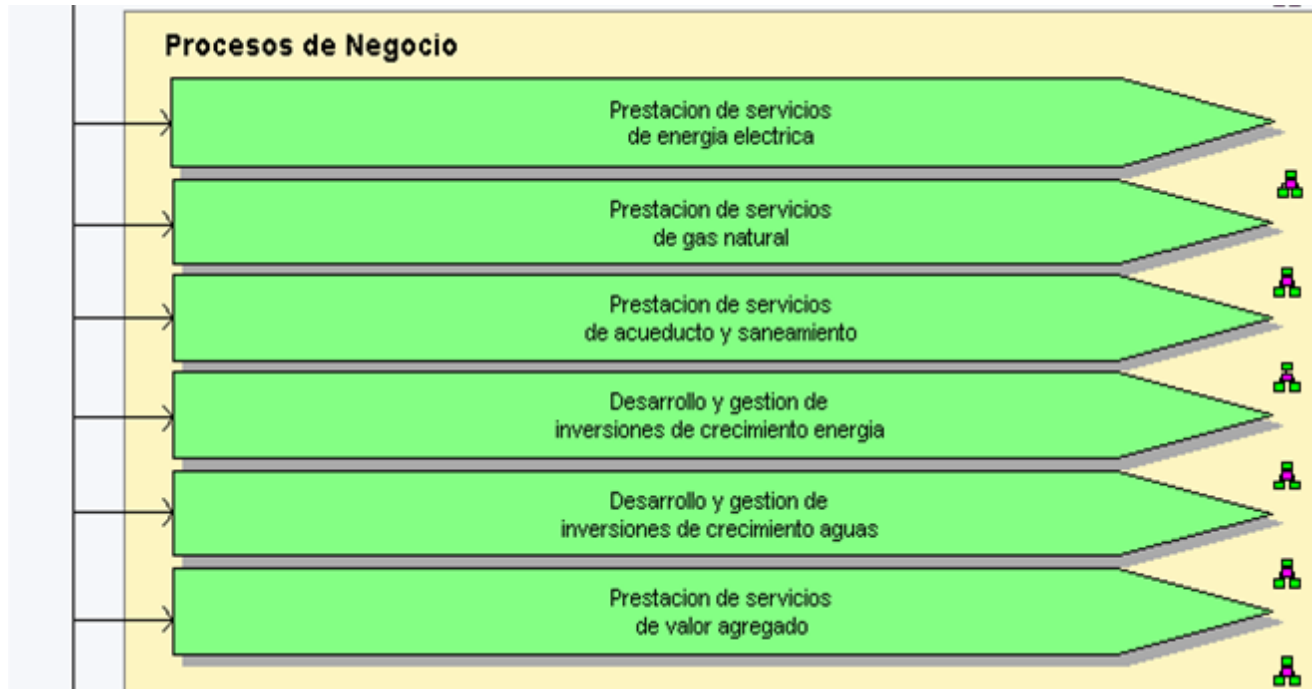 Procesos de Negocio
Prestacion de servicios
de energia electrica
Prestacion de servicios
de gas natural
Prestacion de servicios
de acueducto y saneamiento
Desarrollo y gestion de
inversiones de crecimiento energia
Desarrollo y gestion de
inversiones de crecimiento aguas
Prestacion de servicios
de valor agregado